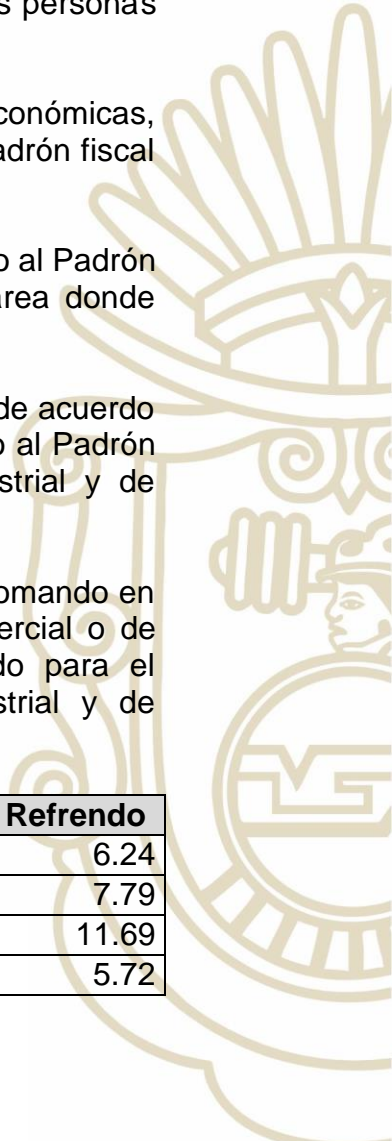 s personas
conómicas,
adrón fiscal
o al Padrón
área donde
de acuerdo
o al Padrón
strial y de
omando en
ercial o de
do para el
strial y de
Refrendo
6.24
7.79
11.69
5.72